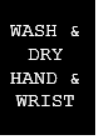 WASH &
DRY
HAND &
WRIST